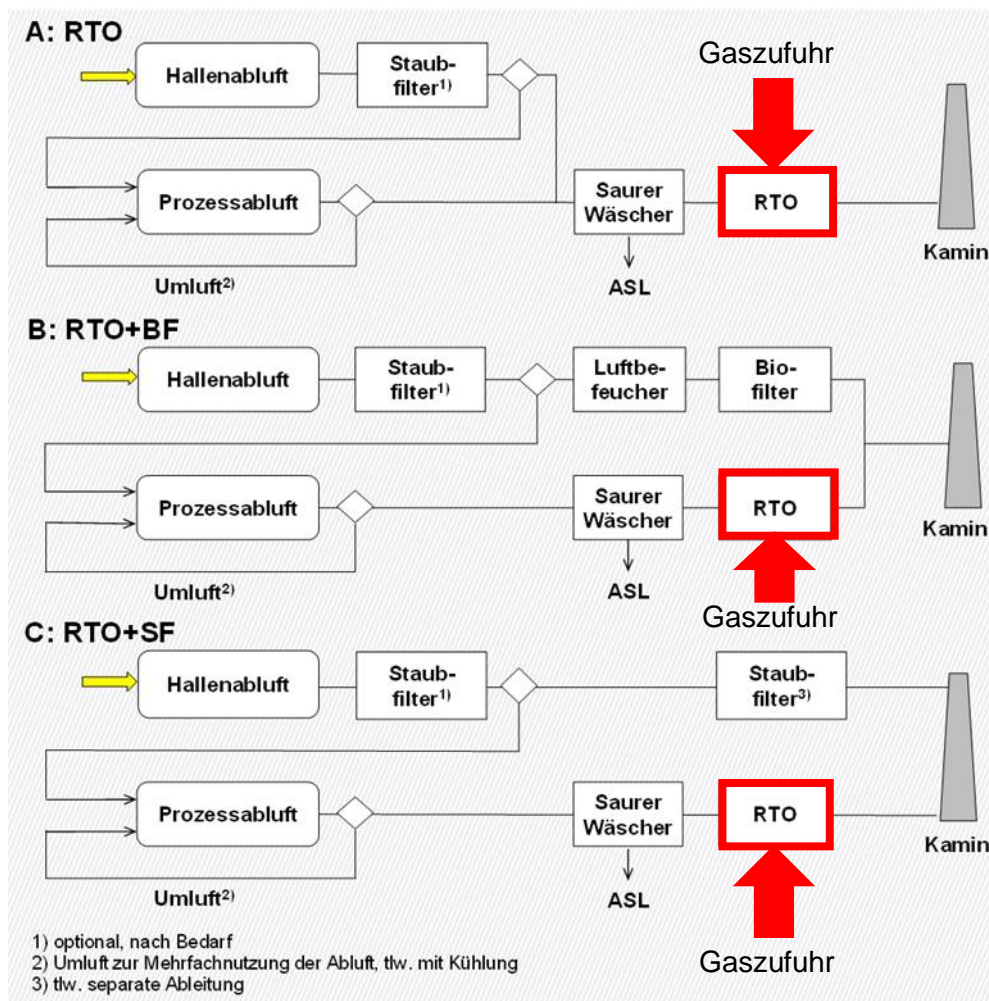 A: RTO
Gaszufuhr
Hallenabluft
Staub-
filter1)
Prozessabluft
Saurer
Wäscher
RTO
Kamin
Umluft2)
ASL
B: RTO+BF
Hallenabluft
Staub-
filter1)
Luftbe-
feucher
Bio-
filter
Prozessabluft
Saurer
Wäscher
RTO
Kamin
Umluft2)
ASL
Gaszufuhr
C: RTO+SF
Hallenabluft
Staub-
filter1)
Staub-
filter3)
Prozessabluft
Saurer
Wäscher
RTO
Kamin
Umluft2)
ASL
1) optional, nach Bedarf
2) Umluft zur Mehrfachnutzung der Abluft, tlw. mit Kühlung
3) tlw. separate Ableitung
Gaszufuhr